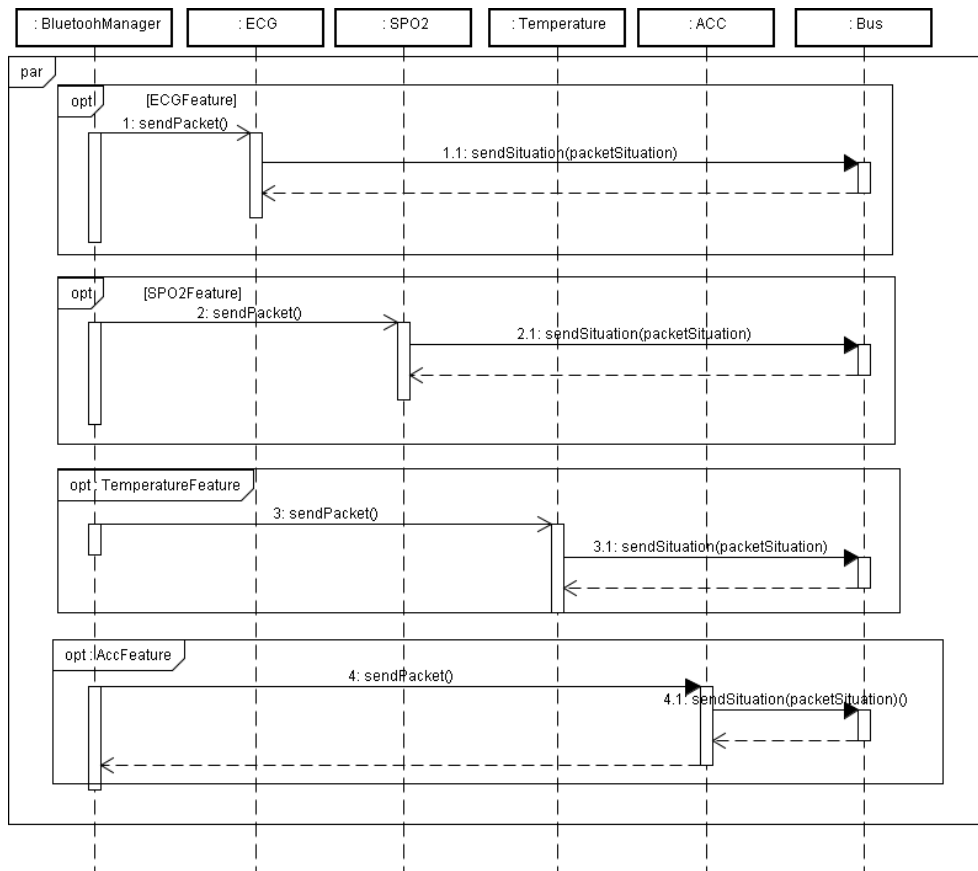 : BluetoohManager
: ECG
: SPO2
: Temperature
: ACC
: Bus
par
opt
[ECGFeature]
1: sendPacket()
1.1: sendSituation(packetSituation)
opt
[SPO2Feature]
2: sendPacket()
2.1: sendSituation(packetSituation)
opt : TemperatureFeature
3: sendPacket()
3.1: sendSituation(packetSituation)
opt : AccFeature
4: sendPacket()
4.1: sendSituation(packetSituation)()